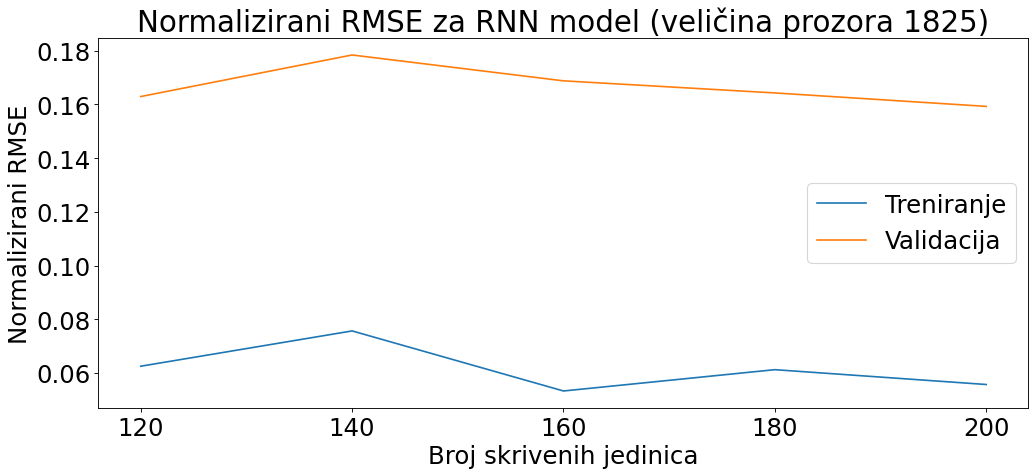 Normalizirani RMSE za RNN model (veličina prozora 1825)
Normalizirani RMSE
0.18
0.16
0.14
0.12
0.10
0.08
0.06
Treniranje
Validacija
120 140 160 180 200
Broj skrivenih jedinica